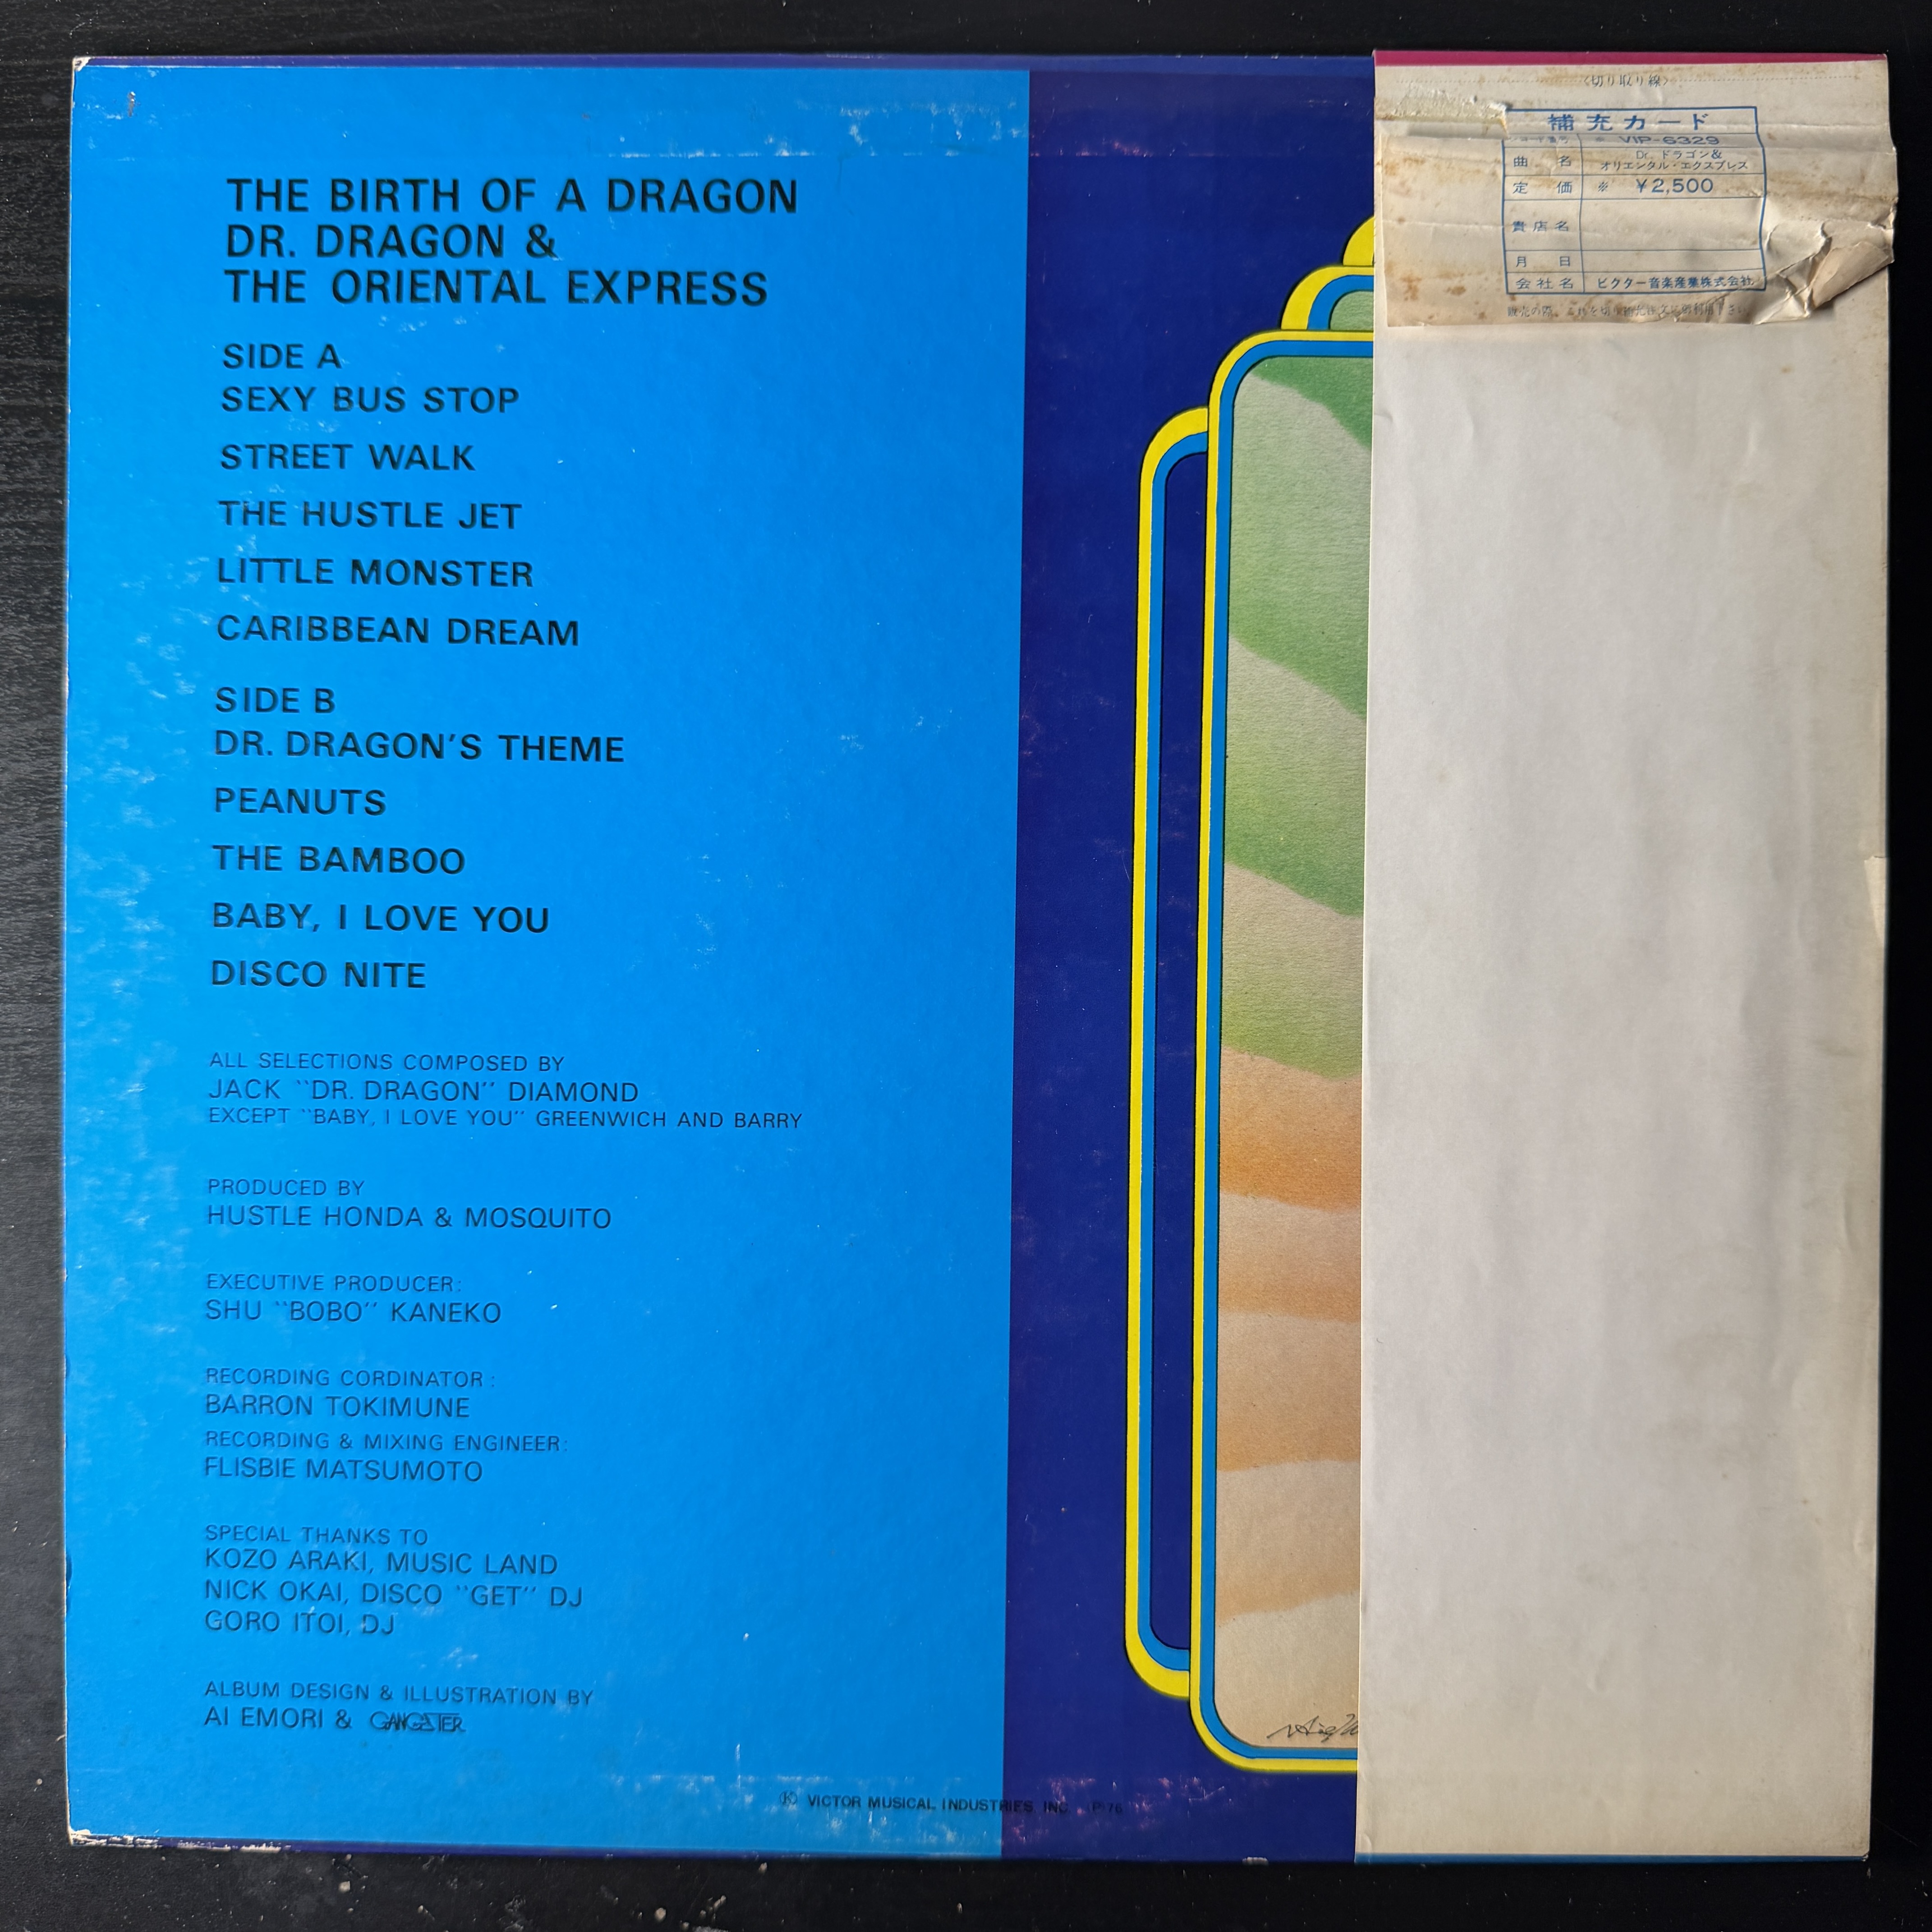 THE BIRTH OF A DRAGON
DR. DRAGON &
THE ORIENTAL EXPRESS
SIDE A
SEXY BUS STOP
STREET WALK
THE HUSTLE JET
LITTLE MONSTER
CARIBBEAN DREAM
SIDE B
DR. DRAGON'S THEME
PEANUTS
THE BAMBOO
BABY, I LOVE YOU
DISCO NITE
ALL SELECTIONS COMPOSED BY
JACK "DR. DRAGON" DIAMOND
EXCEPT "BABY, I LOVE YOU" GREENWICH AND BARRY
PRODUCED BY
HUSTLE HONDA & MOSQUITO
EXECUTIVE PRODUCER:
SHU "BOBO" KANEKO
RECORDING CORDINATOR:
BARRON TOKIMUNE
RECORDING & MIXING ENGINEER:
FLISBIE MATSUMOTO
SPECIAL THANKS TO
KOZO ARAKI, MUSIC LAND
NICK OKAI, DISCO "GET" DJ
GORO ITOI, DJ
ALBUM DESIGN & ILLUSTRATION BY
AI EMORI & GANGSTER
Ⓚ VICTOR MUSICAL INDUSTRIES INC. P-'76
〈切り取り線〉
補充カード
※ VIP-6329
曲名 Dr. ドラゴン&
オリエンタル・エクスプレス
定価 ※ ¥2,500
貴店名
月日
会社名 ビクター音楽産業株式会社